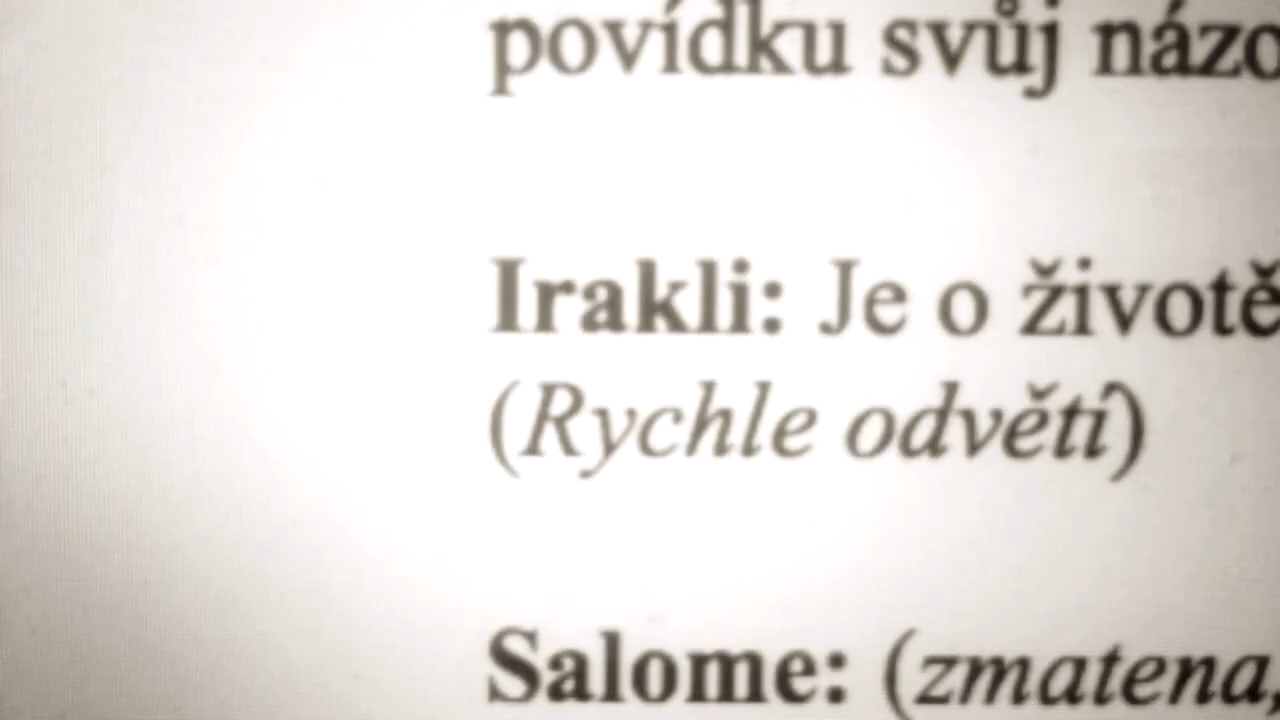 povídku svůj názo
Irakli: Je o životě
(Rychle odvětí)
Salome: (zmatena,